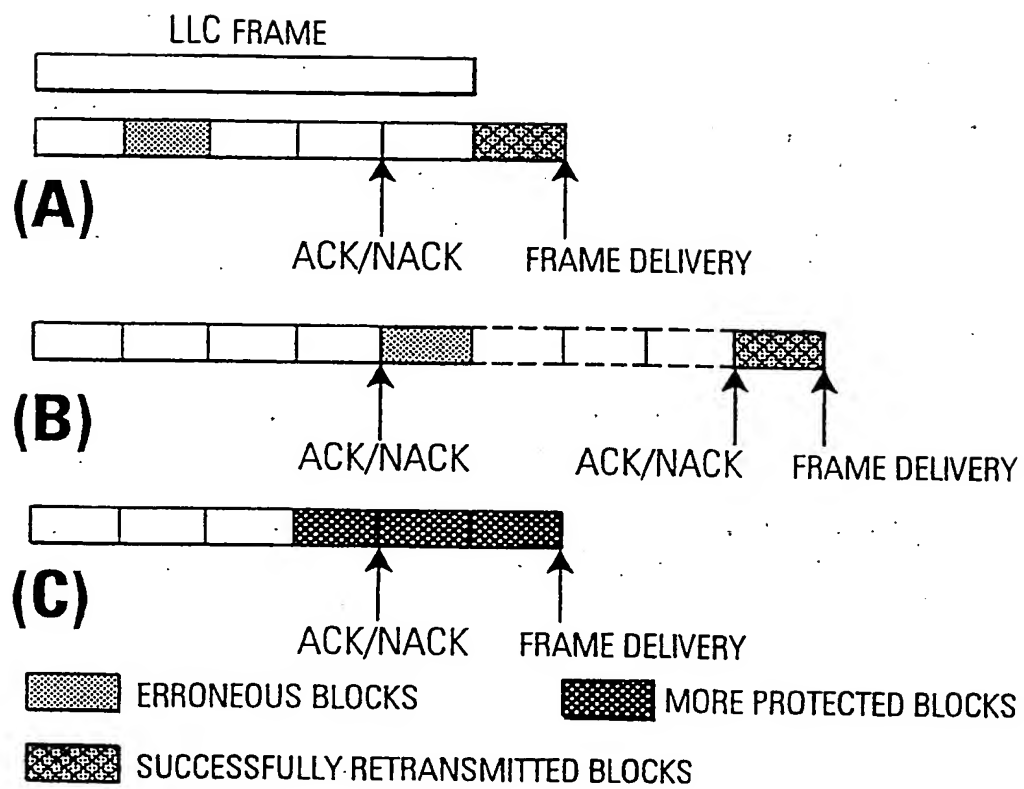 LLC FRAME
(A)
ACK/NACK FRAME DELIVERY
(B)
ACK/NACK ACK/NACK FRAME DELIVERY
(C)
ACK/NACK FRAME DELIVERY
ERRONEOUS BLOCKS MORE PROTECTED BLOCKS
SUCCESSFULLY RETRANSMITTED BLOCKS